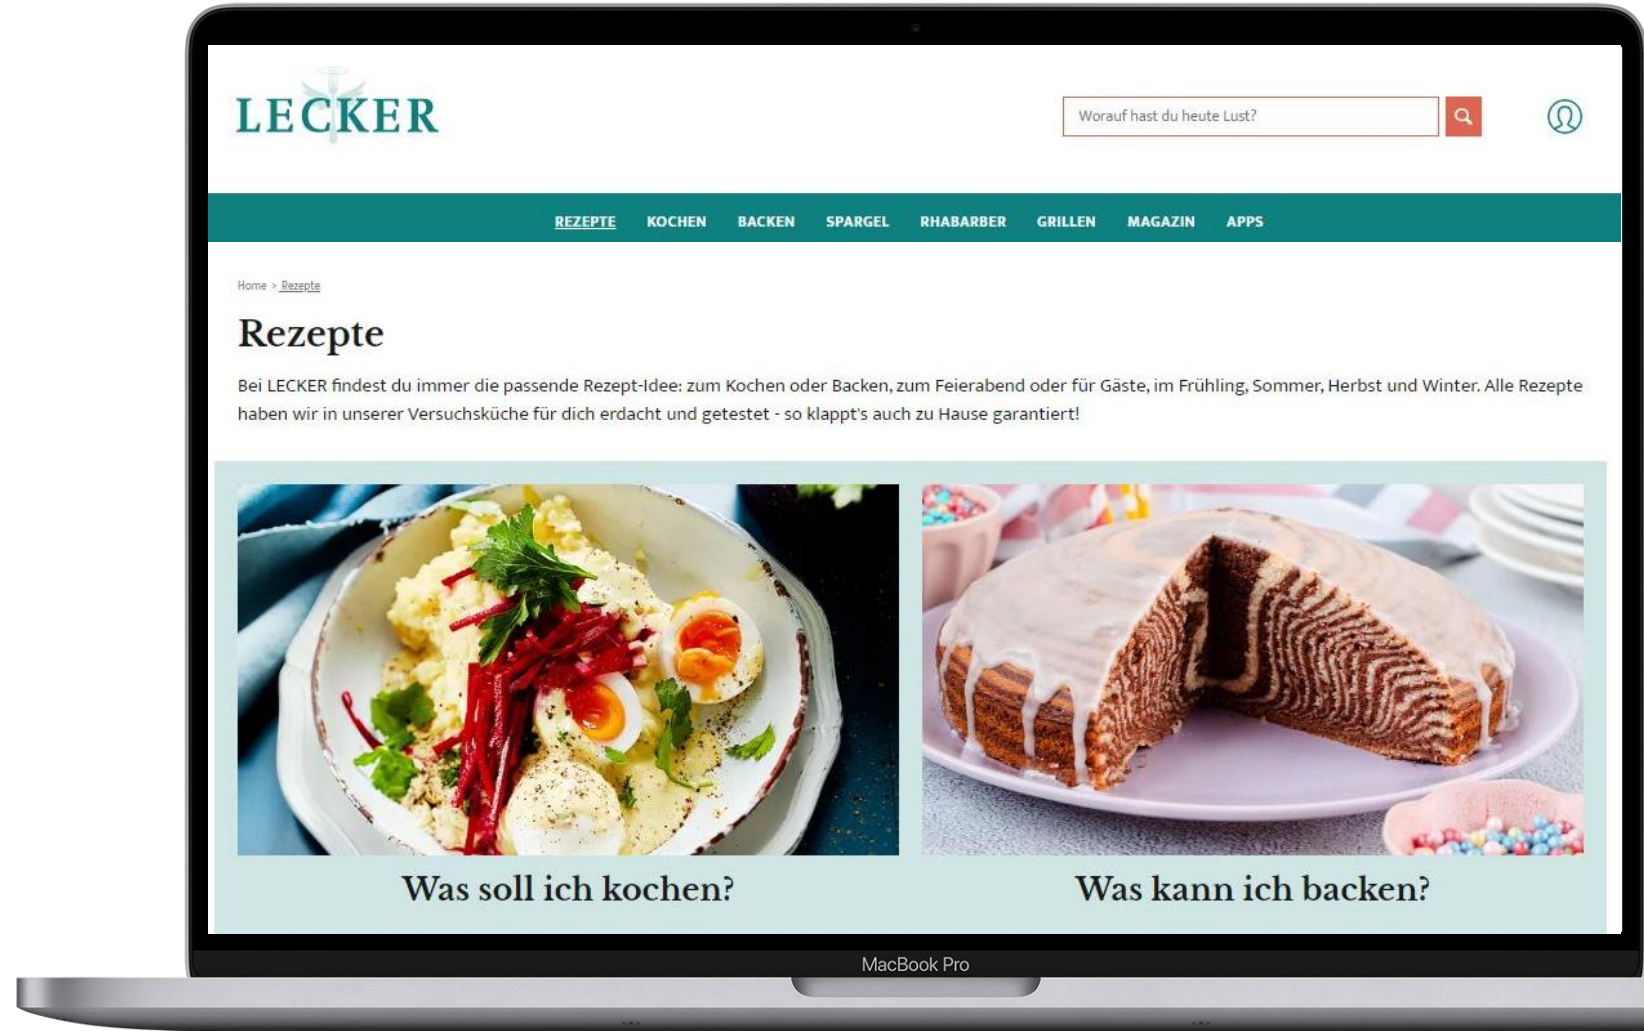 LECKER
Worauf hast du heute Lust?
REZEPTE KOCHEN BACKEN SPARGEL RHABARBER GRILLEN MAGAZIN APPS
Home > Rezepte
Rezepte
Bei LECKER findest du immer die passende Rezept-Idee: zum Kochen oder Backen, zum Feierabend oder für Gäste, im Frühling, Sommer, Herbst und Winter. Alle Rezepte
haben wir in unserer Versuchsküche für dich erdacht und getestet - so klappt's auch zu Hause garantiert!
Was soll ich kochen?
Was kann ich backen?
MacBook Pro